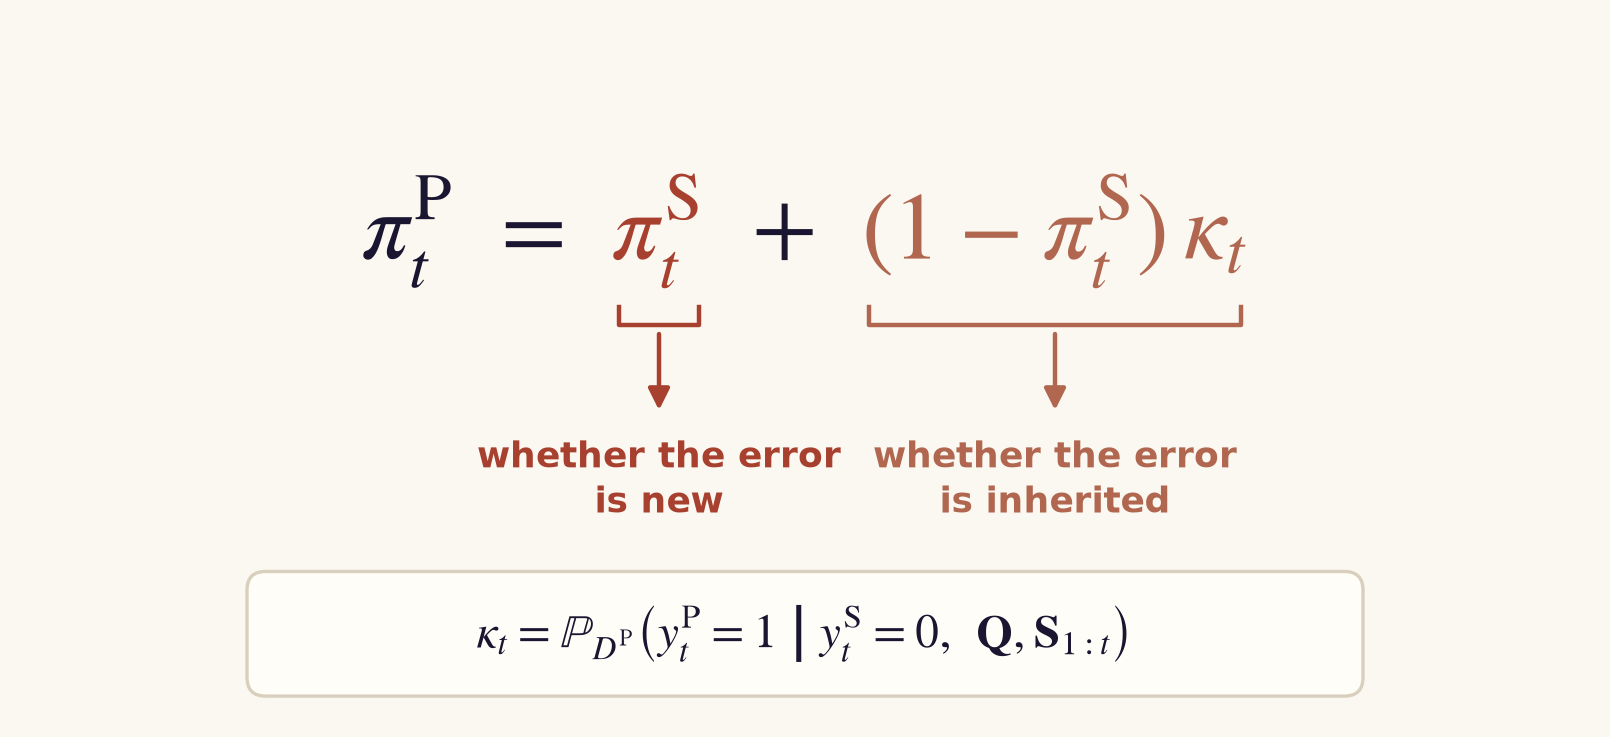 π_t^P = π_t^S + (1 − π_t^S) κ_t
whether the error
is new
whether the error
is inherited
κ_t = ℙ_{D^P}(y_t^P = 1 | y_t^S = 0, Q, S_{1:t})